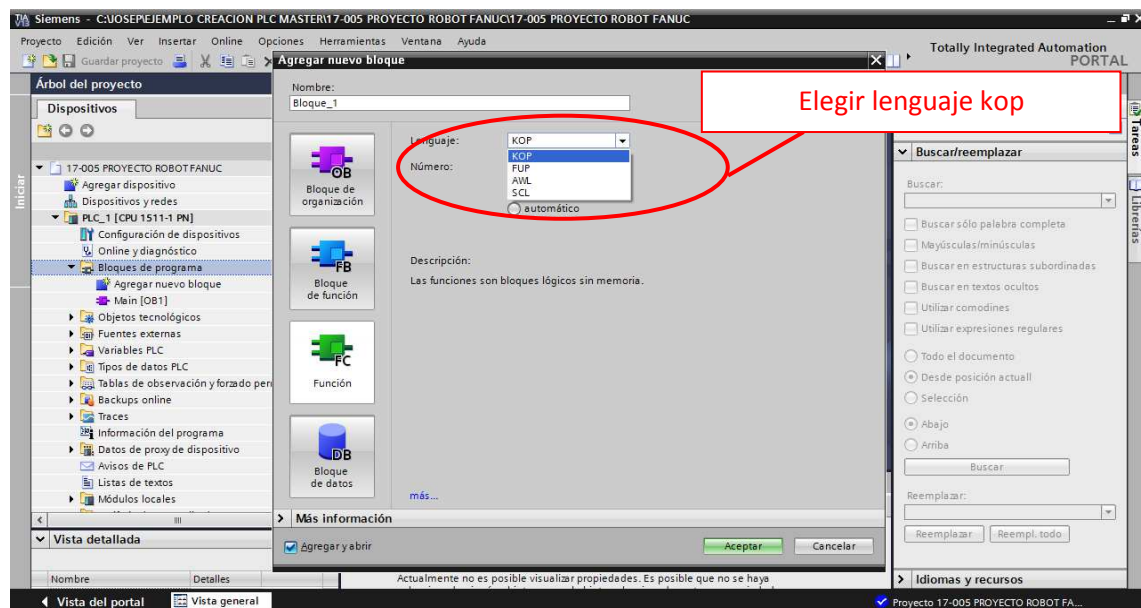 Siemens - C:\JOSEP\EJEMPLO CREACION PLC MASTER\17-005 PROYECTO ROBOT FANUC\17-005 PROYECTO ROBOT FANUC
Proyecto Edición Ver Insertar Online Opciones Herramientas Ventana Ayuda
Totally Integrated Automation
PORTAL
Guardar proyecto
Agregar nuevo bloque
Elegir lenguaje kop
Iniciar
Árbol del proyecto
Dispositivos
17-005 PROYECTO ROBOT FANUC
Agregar dispositivo
Dispositivos y redes
PLC_1 [CPU 1511-1 PN]
Configuración de dispositivos
Online y diagnóstico
Bloques de programa
Agregar nuevo bloque
Main [OB1]
Objetos tecnológicos
Fuentes externas
Variables PLC
Tipos de datos PLC
Tablas de observación y forzado per
Backups online
Traces
Información del programa
Datos de proxy de dispositivo
Avisos de PLC
Listas de textos
Módulos locales
Vista detallada
Nombre Detalles
Nombre:
Bloque_1
OB
Bloque de
organización
FB
Bloque
de función
FC
Función
DB
Bloque
de datos
Lenguaje: KOP
KOP
Número:
FUP
AWL
SCL
automático
Descripción:
Las funciones son bloques lógicos sin memoria.
más...
Más información
Agregar y abrir
Aceptar Cancelar
Actualmente no es posible visualizar propiedades. Es posible que no se haya
Buscar/reemplazar
Buscar:
Buscar sólo palabra completa
Mayúsculas/minúsculas
Buscar en estructuras subordinadas
Buscar en textos ocultos
Utilizar comodines
Utilizar expresiones regulares
Todo el documento
Desde posición actuall
Selección
Abajo
Arriba
Buscar
Reemplazar:
Reemplazar Reempl. todo
Idiomas y recursos
Tareas
Librerías
Vista del portal Vista general
Proyecto 17-005 PROYECTO ROBOT FA...